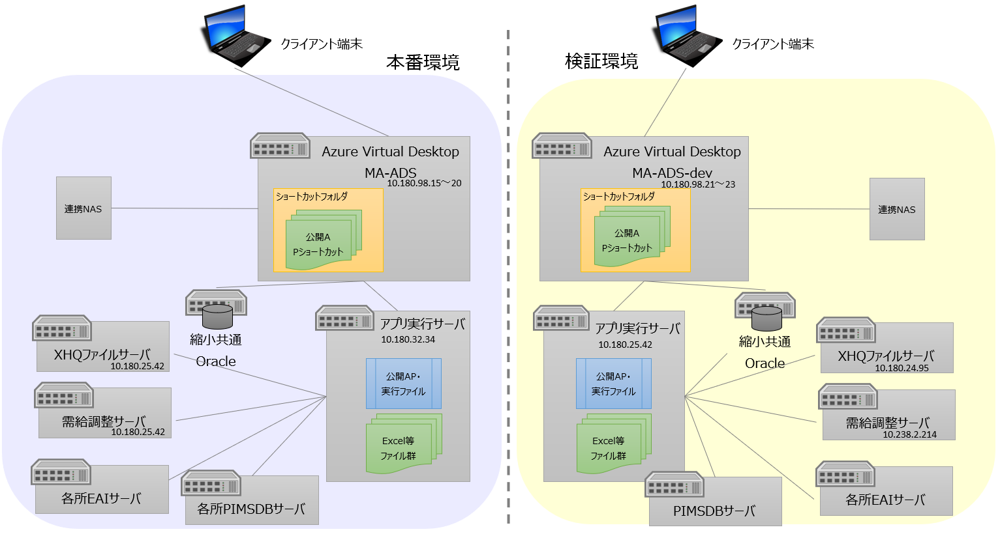 クライアント端末
本番環境
Azure Virtual Desktop
MA-ADS
10.180.98.15～20
ショートカットフォルダ
公開A
Pショートカット
連携NAS
縮小共通
Oracle
アプリ実行サーバ
10.180.32.34
公開AP・
実行ファイル
Excel等
ファイル群
XHQファイルサーバ
10.180.25.42
需給調整サーバ
10.180.25.42
各所EAIサーバ
各所PIMSDBサーバ
検証環境
クライアント端末
Azure Virtual Desktop
MA-ADS-dev
10.180.98.21～23
ショートカットフォルダ
公開A
Pショートカット
連携NAS
アプリ実行サーバ
10.180.25.42
公開AP・
実行ファイル
Excel等
ファイル群
縮小共通
Oracle
XHQファイルサーバ
10.180.24.95
需給調整サーバ
10.238.2.214
各所EAIサーバ
PIMSDBサーバ